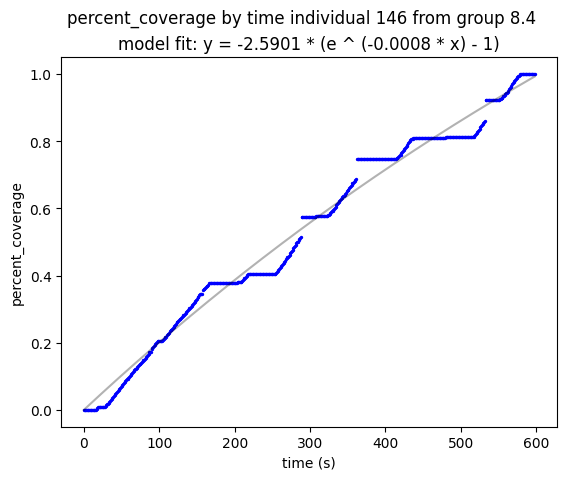 percent_coverage by time individual 146 from group 8.4
model fit: y = -2.5901 * (e ^ (-0.0008 * x) - 1)
1.0
0.8
0.6
0.4
0.2
0.0
percent_coverage
0 100 200 300 400 500 600
time (s)